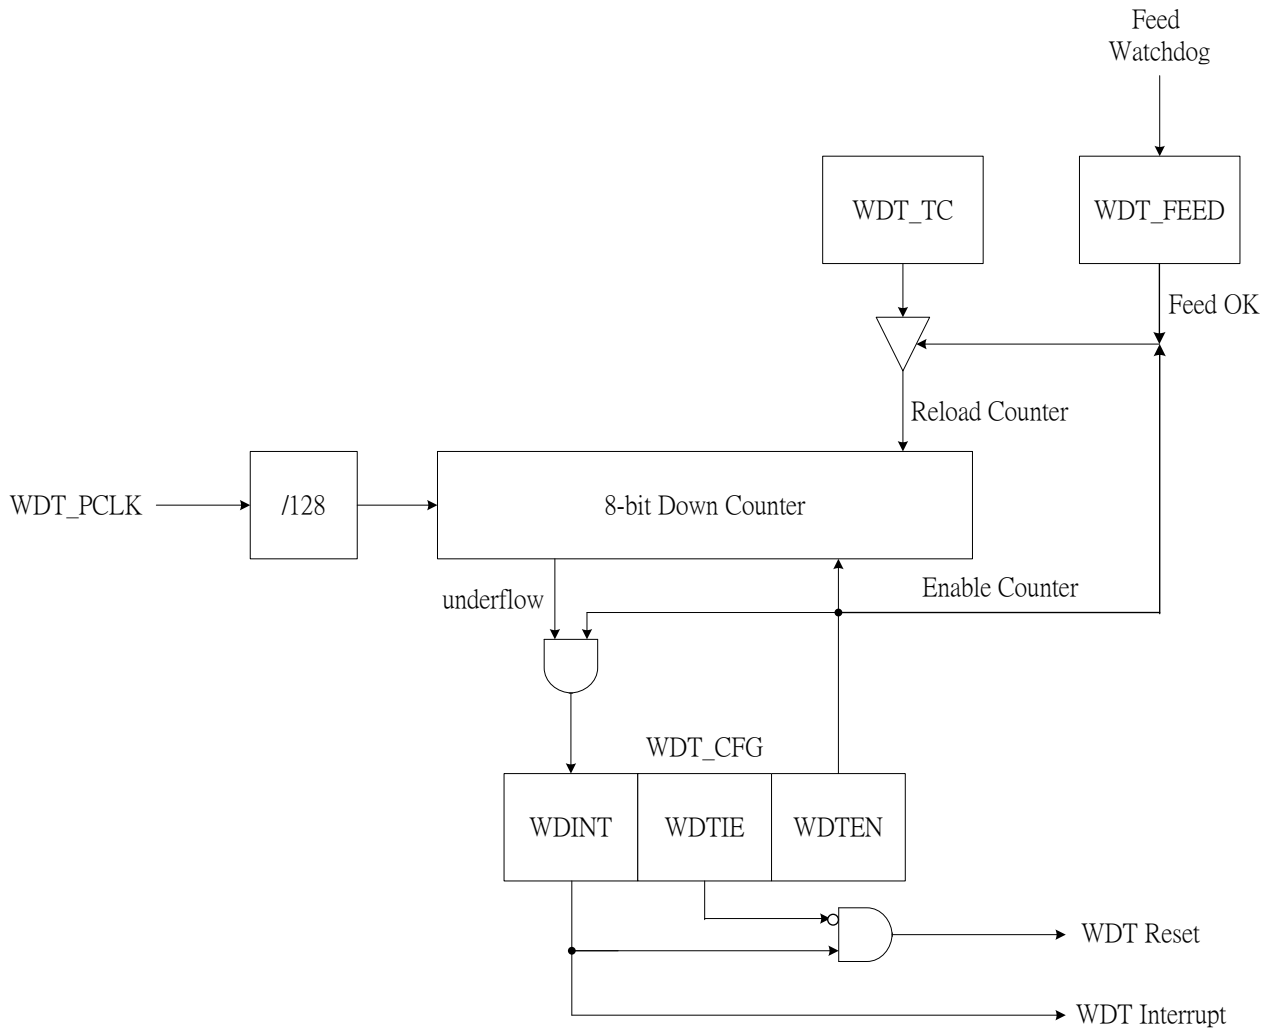 Feed
Watchdog
WDT_TC
WDT_FEED
Feed OK
Reload Counter
WDT_PCLK
/128
8-bit Down Counter
underflow
Enable Counter
WDT_CFG
WDINT
WDTIE
WDTEN
WDT Reset
WDT Interrupt